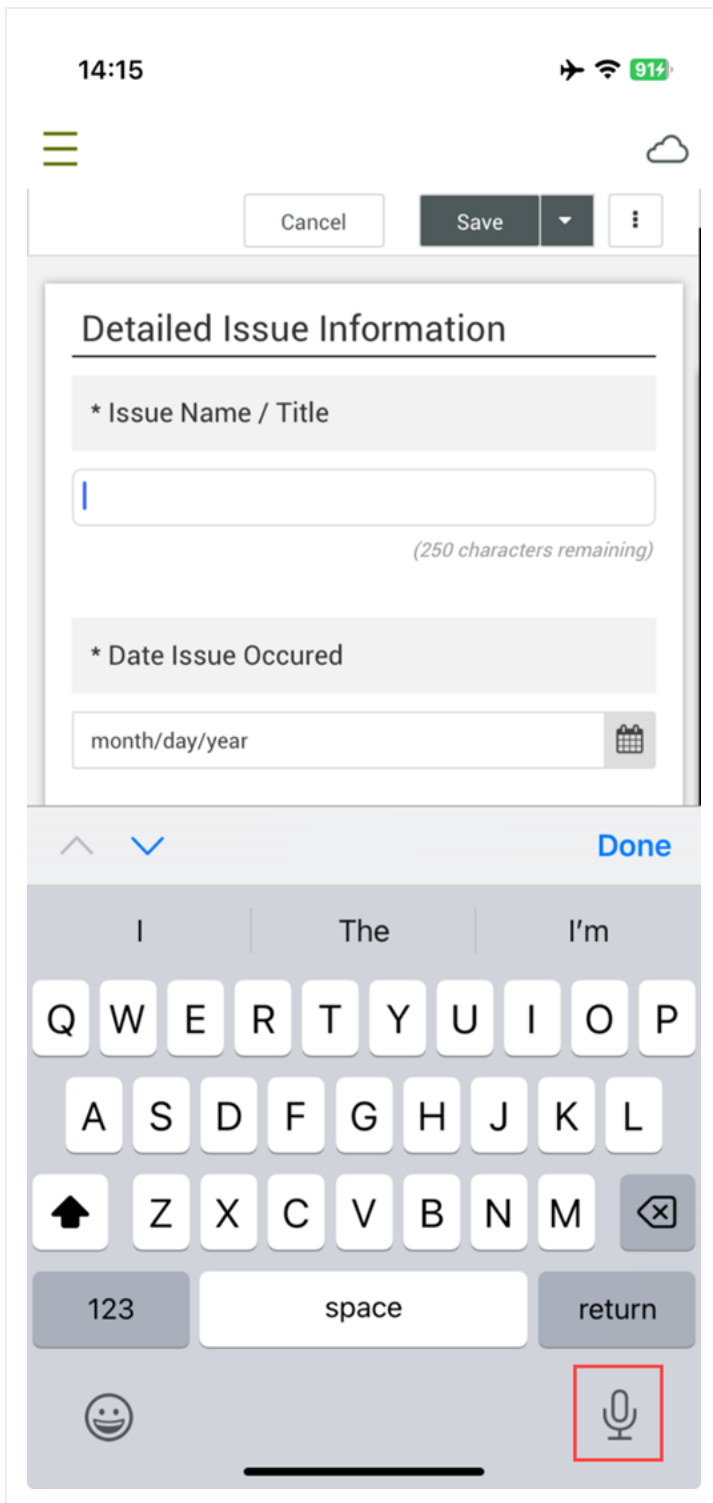 14:15
91
Cancel
Save
Detailed Issue Information
* Issue Name / Title
(250 characters remaining)
* Date Issue Occured
month/day/year
Done
I The I'm
Q W E R T Y U I O P
A S D F G H J K L
Z X C V B N M
123 space return